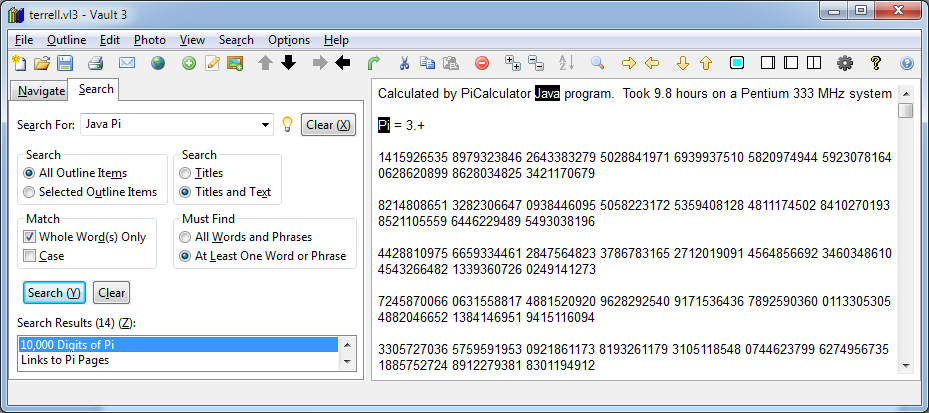 terrell.vl3 - Vault 3
File Outline Edit Photo View Search Options Help
Navigate Search
Search For: Java Pi Clear (X)
Search
All Outline Items
Selected Outline Items
Search
Titles
Titles and Text
Match
Whole Word(s) Only
Case
Must Find
All Words and Phrases
At Least One Word or Phrase
Search (Y) Clear
Search Results (14) (Z):
10,000 Digits of Pi
Links to Pi Pages
Calculated by PiCalculator Java program. Took 9.8 hours on a Pentium 333 MHz system
Pi = 3.+
1415926535 8979323846 2643383279 5028841971 6939937510 5820974944 5923078164
0628620899 8628034825 3421170679
8214808651 3282306647 0938446095 5058223172 5359408128 4811174502 8410270193
8521105559 6446229489 5493038196
4428810975 6659334461 2847564823 3786783165 2712019091 4564856692 3460348610
4543266482 1339360726 0249141273
7245870066 0631558817 4881520920 9628292540 9171536436 7892590360 0113305305
4882046652 1384146951 9415116094
3305727036 5759591953 0921861173 8193261179 3105118548 0744623799 6274956735
1885752724 8912279381 8301194912